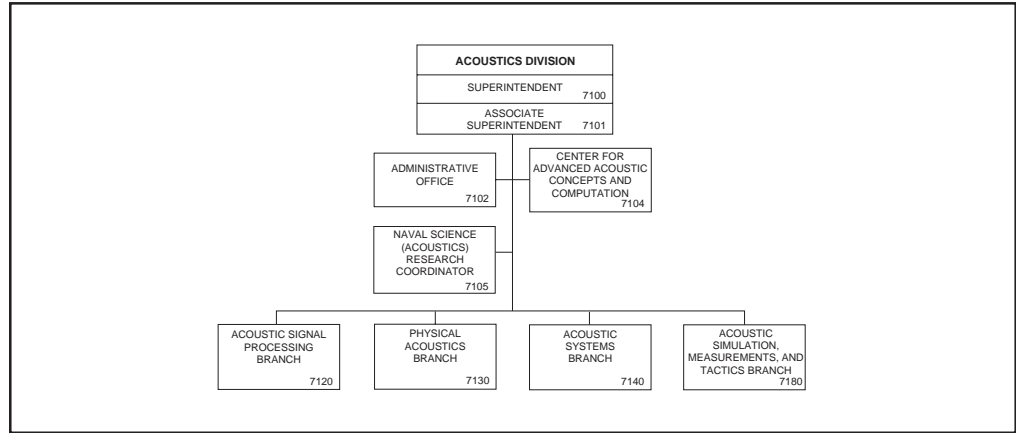 ACOUSTICS DIVISION
SUPERINTENDENT
7100
ASSOCIATE
SUPERINTENDENT 7101
ADMINISTRATIVE
OFFICE
7102
CENTER FOR
ADVANCED ACOUSTIC
CONCEPTS AND
COMPUTATION
7104
NAVAL SCIENCE
(ACOUSTICS)
RESEARCH
COORDINATOR
7105
ACOUSTIC SIGNAL
PROCESSING
BRANCH
7120
PHYSICAL
ACOUSTICS
BRANCH
7130
ACOUSTIC
SYSTEMS
BRANCH
7140
ACOUSTIC
SIMULATION,
MEASUREMENTS, AND
TACTICS BRANCH
7180